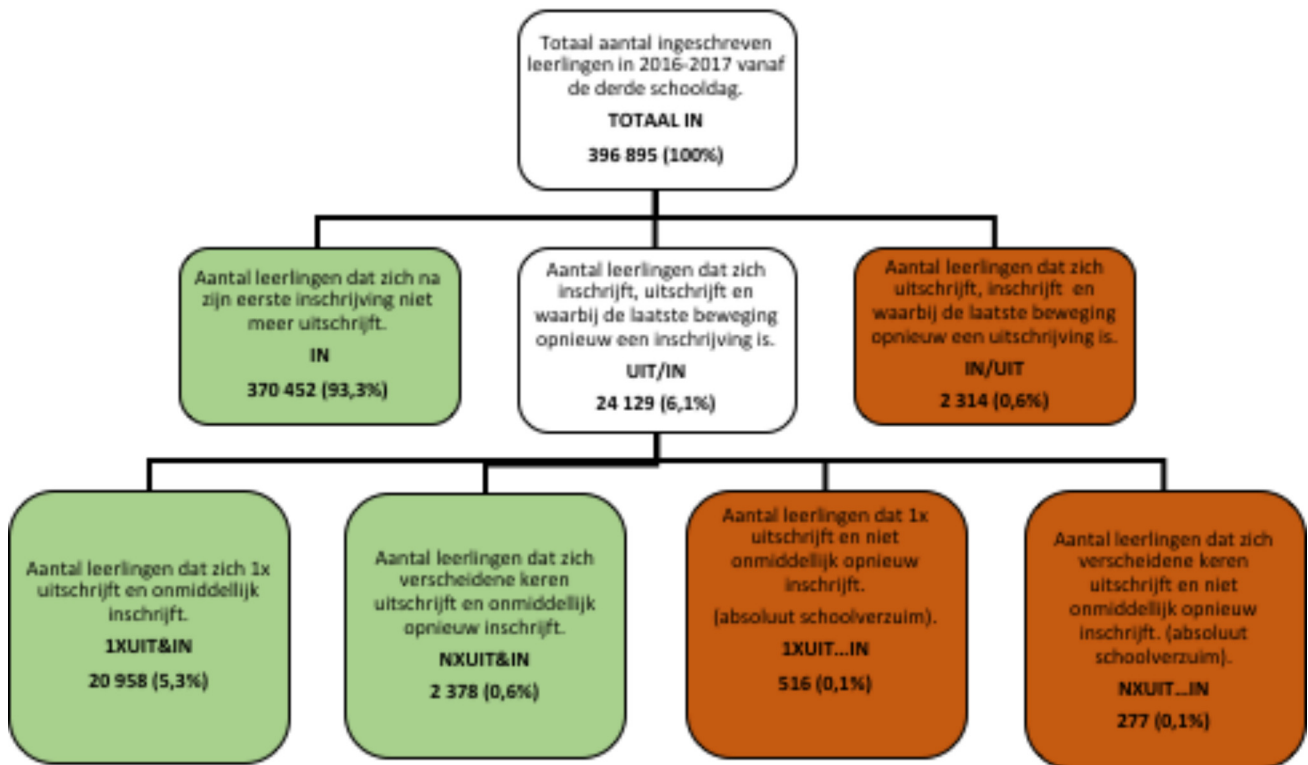 Totaal aantal ingeschreven
leerlingen in 2016-2017 vanaf
de derde schooldag.
TOTAAL IN
396 895 (100%)
Aantal leerlingen dat zich na
zijn eerste inschrijving niet
meer uitschrijft.
IN
370 452 (93,3%)
Aantal leerlingen dat zich
inschrijft, uitschrijft en
waarbij de laatste beweging
opnieuw een inschrijving is.
UIT/IN
24 129 (6,1%)
Aantal leerlingen dat zich
uitschrijft, inschrijft en
waarbij de laatste beweging
opnieuw een uitschrijving is.
IN/UIT
2 314 (0,6%)
Aantal leerlingen dat zich 1x
uitschrijft en onmiddellijk
inschrijft.
1XUIT&IN
20 958 (5,3%)
Aantal leerlingen dat zich
verscheidene keren
uitschrijft en onmiddellijk
opnieuw inschrijft.
NXUIT&IN
2 378 (0,6%)
Aantal leerlingen dat 1x
uitschrijft en niet
onmiddellijk opnieuw
inschrijft.
(absoluut schoolverzuim).
1XUIT...IN
516 (0,1%)
Aantal leerlingen dat zich
verscheidene keren
uitschrijft en niet
onmiddellijk opnieuw
inschrijft. (absoluut
schoolverzuim).
NXUIT...IN
277 (0,1%)